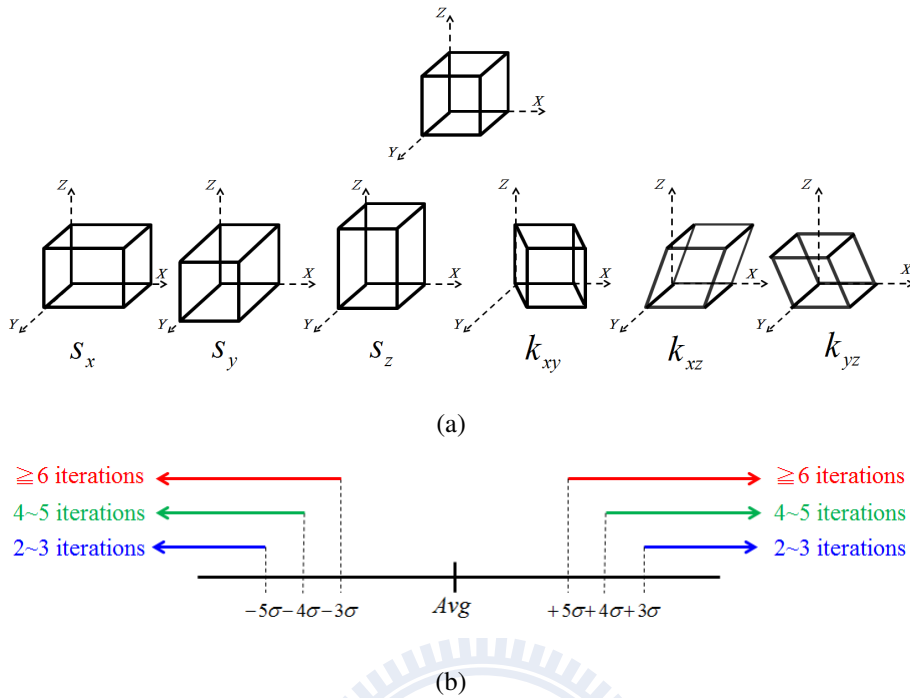 Z
X
Y
Z Z Z Z Z Z
X X X X X X
Y Y Y Y Y Y
s_x s_y s_z k_xy k_xz k_yz
(a)
≧6 iterations ≧6 iterations
4~5 iterations 4~5 iterations
2~3 iterations 2~3 iterations
−5σ−4σ−3σ Avg +5σ+4σ+3σ
(b)